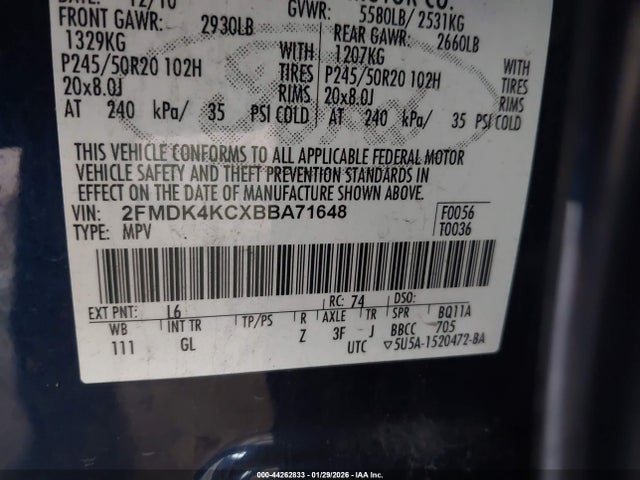 DATE: 12/10 MOTOR CO.
FRONT GAWR: 2930LB GVWR: 5580LB/ 2531KG
1329KG REAR GAWR: 2660LB
WITH 1207KG WITH
P245/50R20 102H TIRES P245/50R20 102H TIRES
20x8.0J RIMS 20x8.0J RIMS
AT 240 kPa/ 35 PSI COLD AT 240 kPa/ 35 PSI COLD
Ford
THIS VEHICLE CONFORMS TO ALL APPLICABLE FEDERAL MOTOR
VEHICLE SAFETY AND THEFT PREVENTION STANDARDS IN
EFFECT ON THE DATE OF MANUFACTURE SHOWN ABOVE.
VIN: 2FMDK4KCXBBA71648 F0056
TYPE: MPV T0036
EXT PNT: L6 RC: 74 DSO:
WB INT TR TP/PS R AXLE TR SPR BQ11A
111 GL Z 3F J BBCC 705
UTC ▽5U5A-1520472-BA
000-44262833 - 01/29/2026 - IAA Inc.